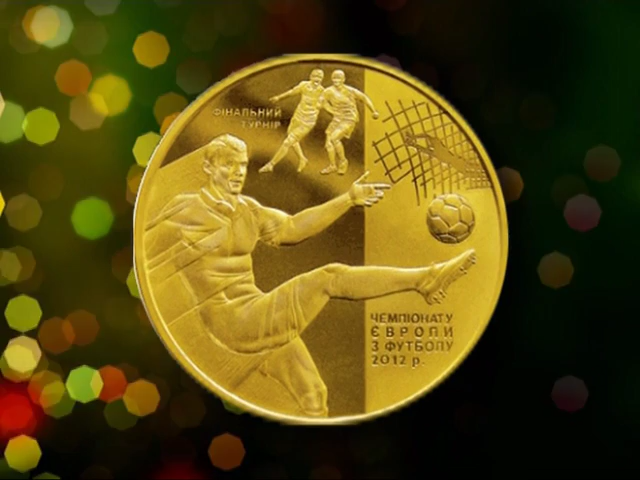 ФІНАЛЬНИЙ
ТУРНІР
ЧЕМПІОНАТУ
ЄВРОПИ
З ФУТБОЛУ
2012 р.